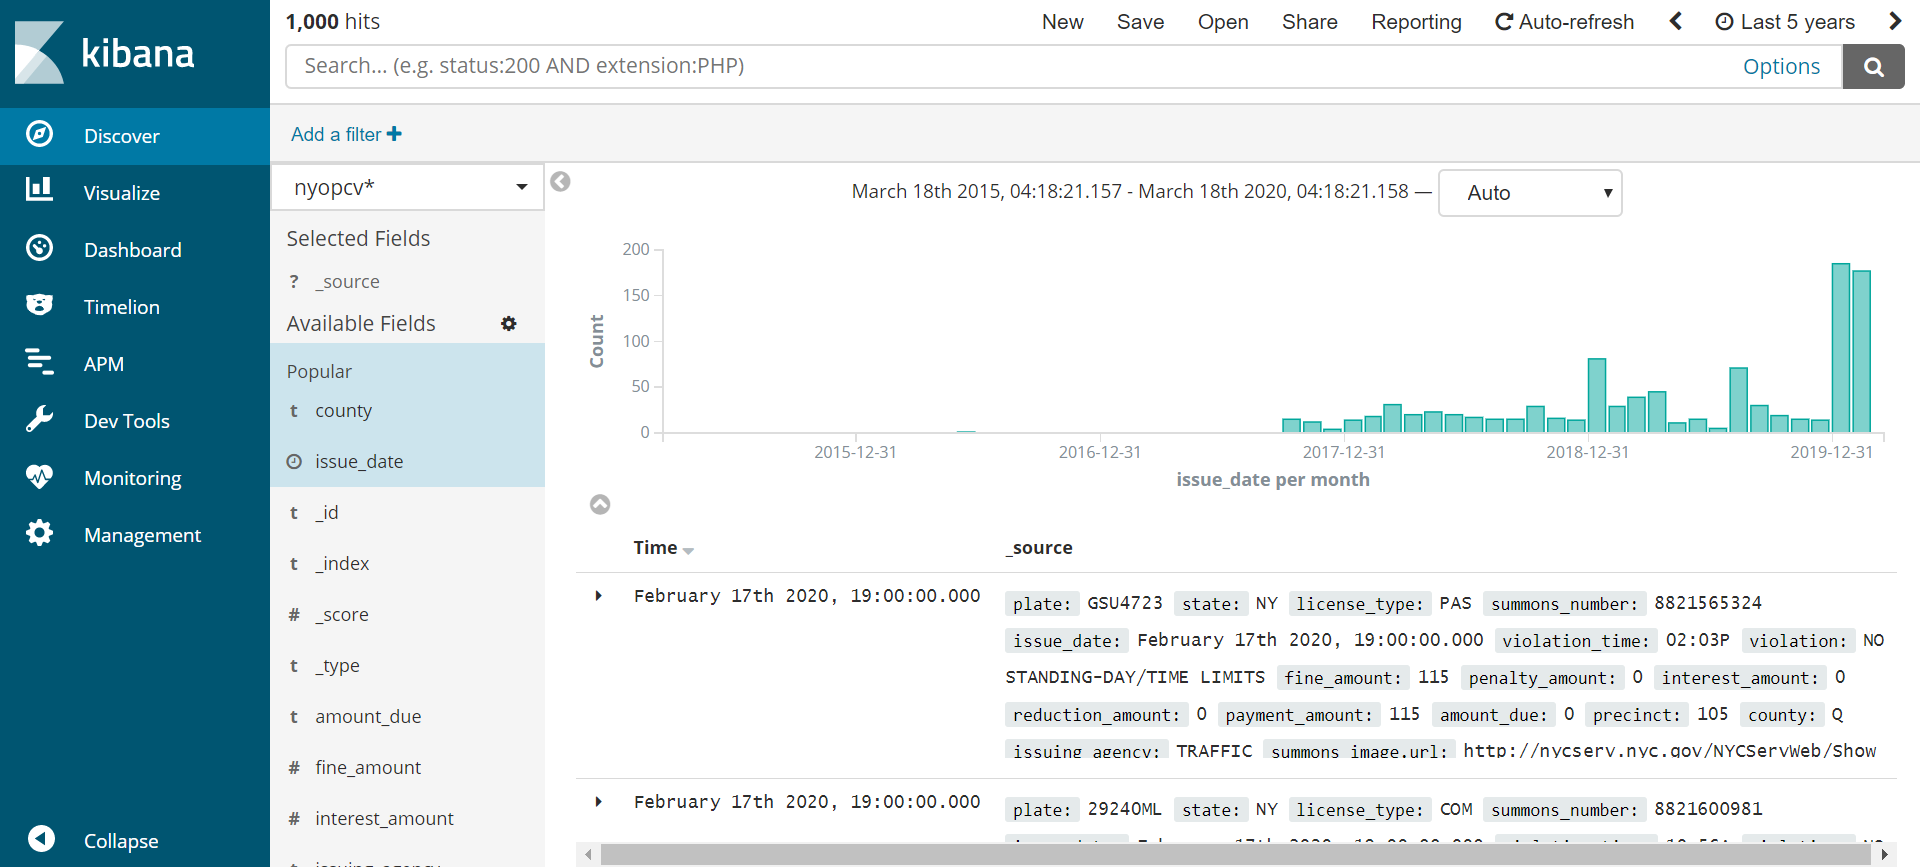 kibana
Discover
Visualize
Dashboard
Timelion
APM
Dev Tools
Monitoring
Management
Collapse
1,000 hits
New Save Open Share Reporting Auto-refresh Last 5 years
Search... (e.g. status:200 AND extension:PHP) Options
Add a filter
nyopcv*
Selected Fields
? _source
Available Fields
Popular
t county
issue_date
t _id
t _index
# _score
t _type
t amount_due
# fine_amount
# interest_amount
March 18th 2015, 04:18:21.157 - March 18th 2020, 04:18:21.158 — Auto
200
150
100
50
0
Count
2015-12-31 2016-12-31 2017-12-31 2018-12-31 2019-12-31
issue_date per month
Time _source
February 17th 2020, 19:00:00.000 plate: GSU4723 state: NY license_type: PAS summons_number: 8821565324
issue_date: February 17th 2020, 19:00:00.000 violation_time: 02:03P violation: NO
STANDING-DAY/TIME LIMITS fine_amount: 115 penalty_amount: 0 interest_amount: 0
reduction_amount: 0 payment_amount: 115 amount_due: 0 precinct: 105 county: Q
issuing_agency: TRAFFIC summons_image.url: http://nycserv.nyc.gov/NYCServWeb/Show
February 17th 2020, 19:00:00.000 plate: 29240ML state: NY license_type: COM summons_number: 8821600981